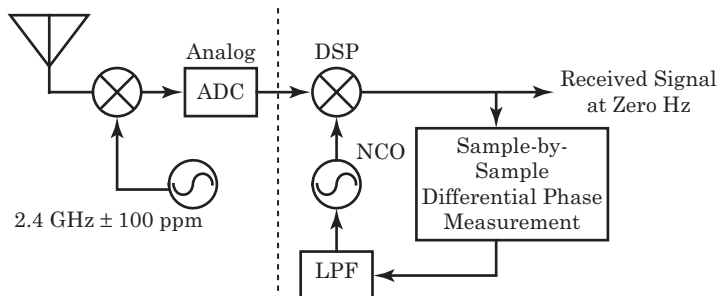 Analog
DSP
ADC
Received Signal
at Zero Hz
NCO
Sample-by-
Sample
Differential Phase
Measurement
2.4 GHz ± 100 ppm
LPF